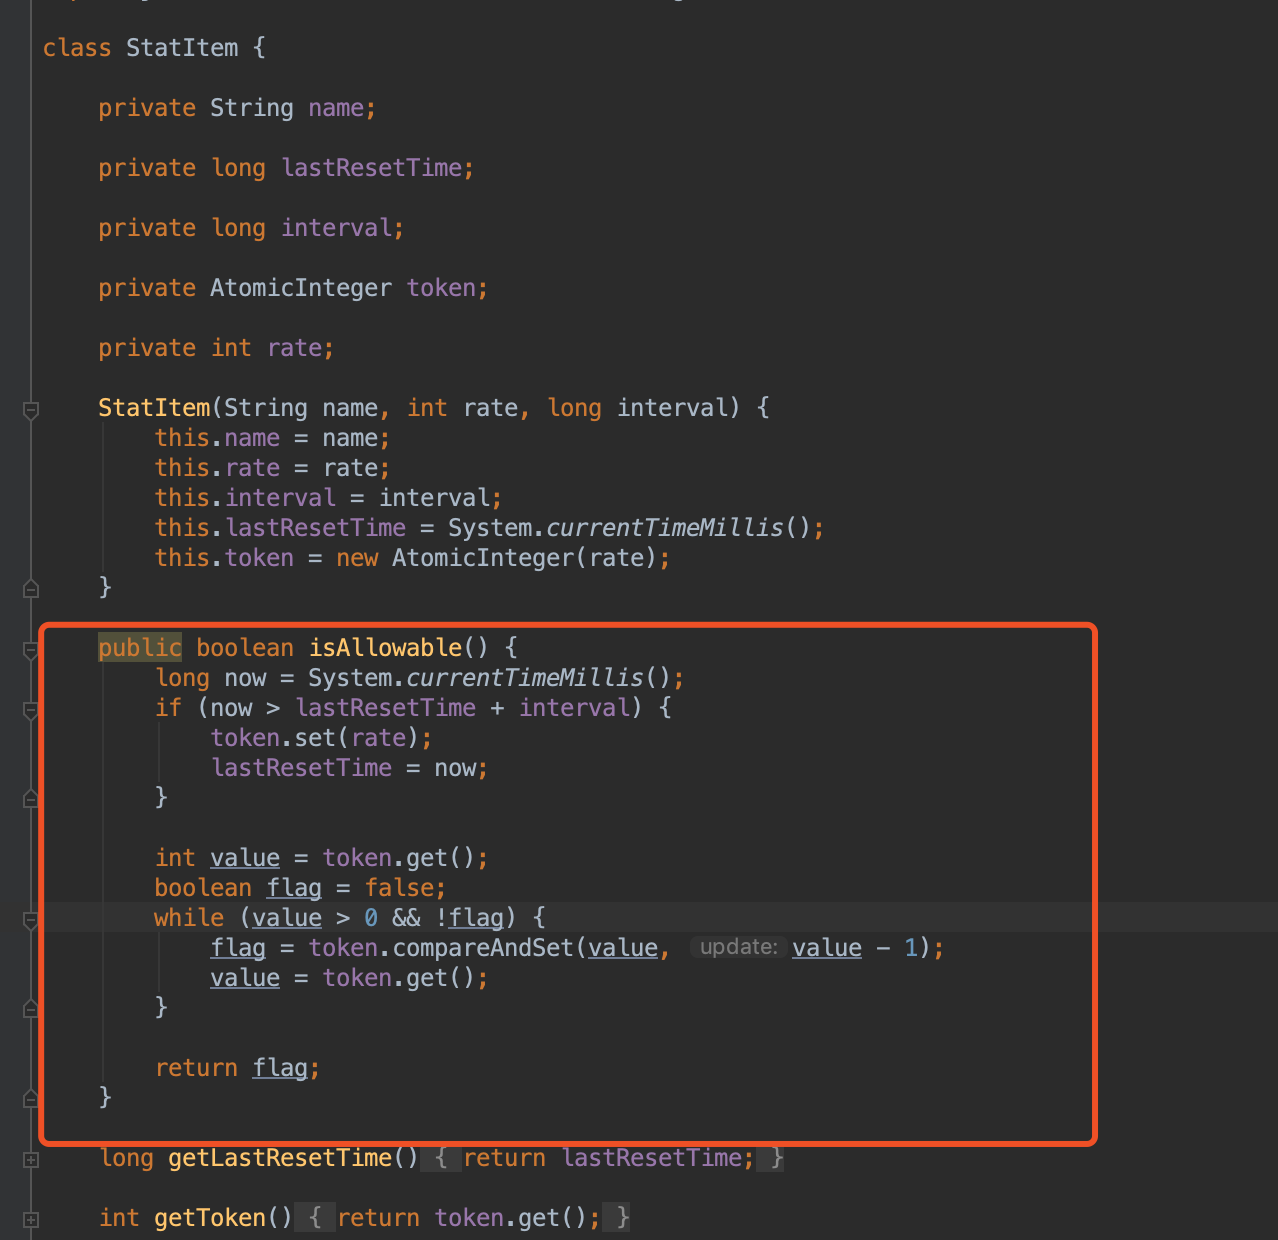 class StatItem {
private String name;
private long lastResetTime;
private long interval;
private AtomicInteger token;
private int rate;
StatItem(String name, int rate, long interval) {
this.name = name;
this.rate = rate;
this.interval = interval;
this.lastResetTime = System.currentTimeMillis();
this.token = new AtomicInteger(rate);
}
public boolean isAllowable() {
long now = System.currentTimeMillis();
if (now > lastResetTime + interval) {
token.set(rate);
lastResetTime = now;
}
int value = token.get();
boolean flag = false;
while (value > 0 && !flag) {
flag = token.compareAndSet(value, update: value - 1);
value = token.get();
}
return flag;
}
long getLastResetTime() { return lastResetTime; }
int getToken() { return token.get(); }